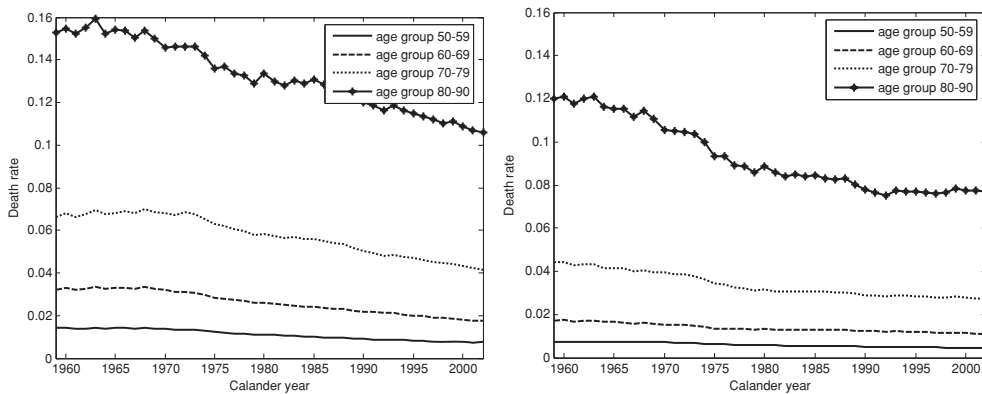 0.16
0.14
0.12
0.1
0.08
0.06
0.04
0.02
0
Death rate
1960 1965 1970 1975 1980 1985 1990 1995 2000
Calander year
age group 50-59
age group 60-69
age group 70-79
age group 80-90
0.16
0.14
0.12
0.1
0.08
0.06
0.04
0.02
0
Death rate
1960 1965 1970 1975 1980 1985 1990 1995 2000
Calander year
age group 50-59
age group 60-69
age group 70-79
age group 80-90